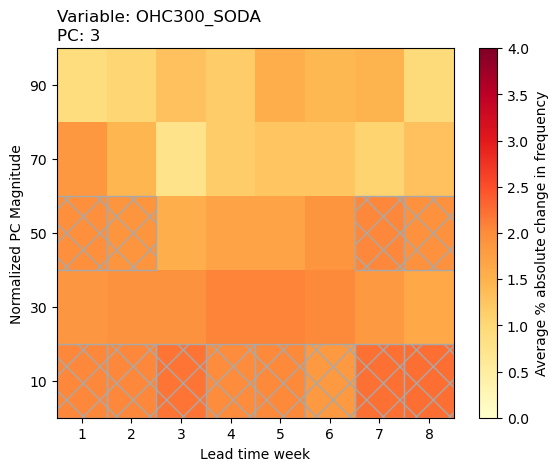 Variable: OHC300_SODA
PC: 3
4.0
3.5
3.0
2.5
2.0
1.5
1.0
0.5
0.0
Average % absolute change in frequency
90
70
50
30
10
Normalized PC Magnitude
1 2 3 4 5 6 7 8
Lead time week